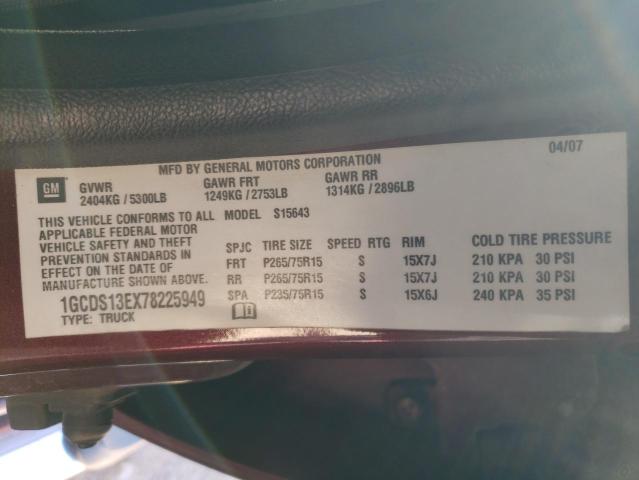 MFD BY GENERAL MOTORS CORPORATION 04/07
GM
GVWR GAWR FRT GAWR RR
2404KG / 5300LB 1249KG / 2753LB 1314KG / 2896LB
THIS VEHICLE CONFORMS TO ALL MODEL S15643
APPLICABLE FEDERAL MOTOR
VEHICLE SAFETY AND THEFT
PREVENTION STANDARDS IN
EFFECT ON THE DATE OF
MANUFACTURE SHOWN ABOVE.
SPJC TIRE SIZE SPEED RTG RIM COLD TIRE PRESSURE
FRT P265/75R15 S 15X7J 210 KPA 30 PSI
RR P265/75R15 S 15X7J 210 KPA 30 PSI
SPA P235/75R15 S 15X6J 240 KPA 35 PSI
1GCDS13EX78225949
TYPE: TRUCK